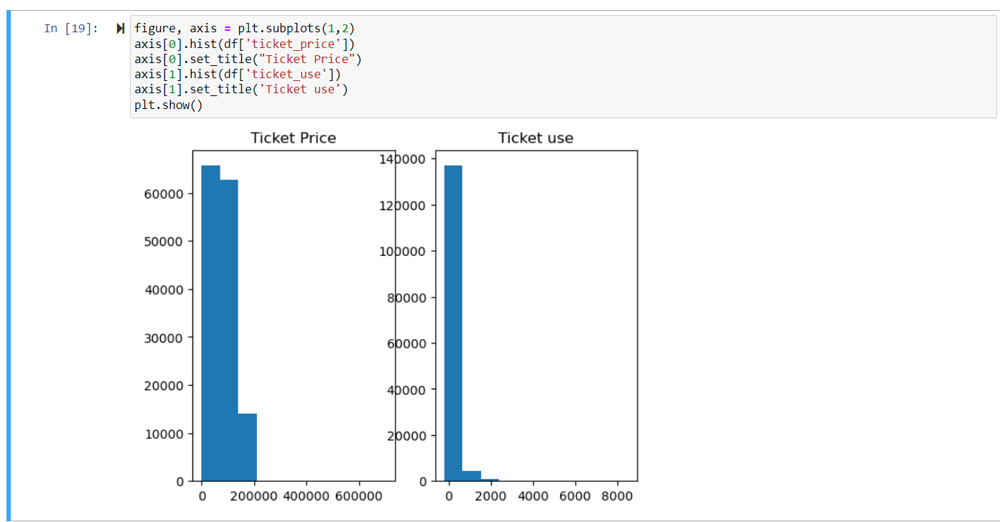 In [19]:
figure, axis = plt.subplots(1,2)
axis[0].hist(df['ticket_price'])
axis[0].set_title("Ticket Price")
axis[1].hist(df['ticket_use'])
axis[1].set_title('Ticket use')
plt.show()
Ticket Price
60000
50000
40000
30000
20000
10000
0
0 200000 400000 600000
Ticket use
140000
120000
100000
80000
60000
40000
20000
0
0 2000 4000 6000 8000